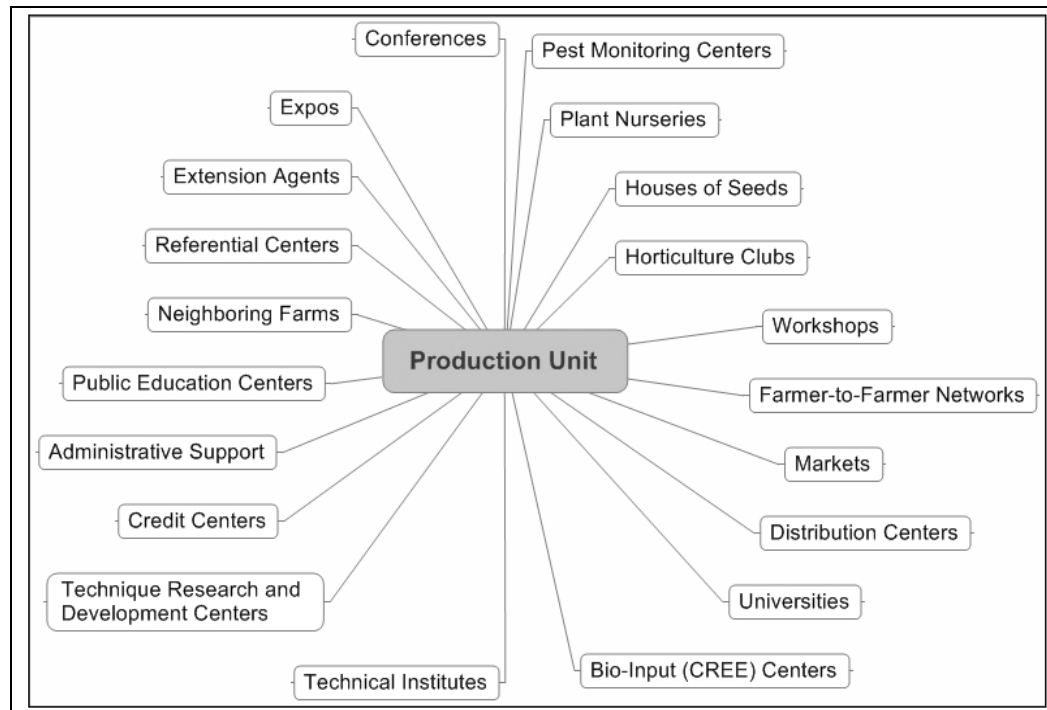 Conferences
Pest Monitoring Centers
Expos
Plant Nurseries
Extension Agents
Houses of Seeds
Referential Centers
Horticulture Clubs
Neighboring Farms
Workshops
Production Unit
Public Education Centers
Farmer-to-Farmer Networks
Administrative Support
Markets
Credit Centers
Distribution Centers
Technique Research and
Development Centers
Universities
Technical Institutes
Bio-Input (CREE) Centers